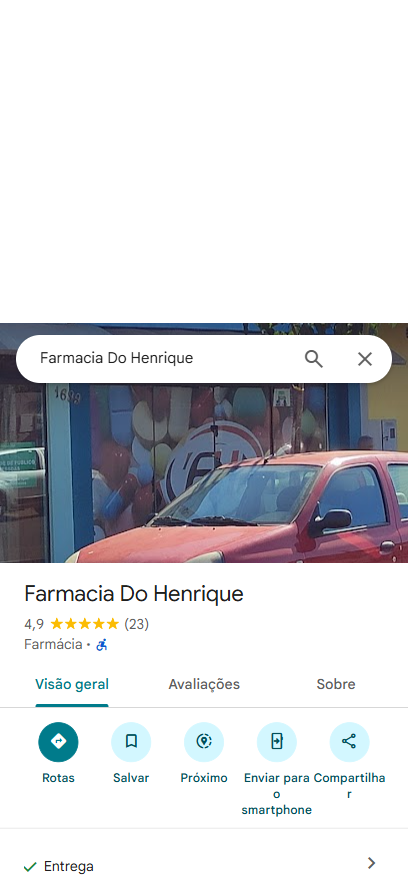 Farmacia Do Henrique
1699
Farmacia Do Henrique
4,9 (23)
Farmácia ·
Visão geral
Avaliações
Sobre
Rotas
Salvar
Próximo
Enviar para o smartphone
Compartilhar
Entrega